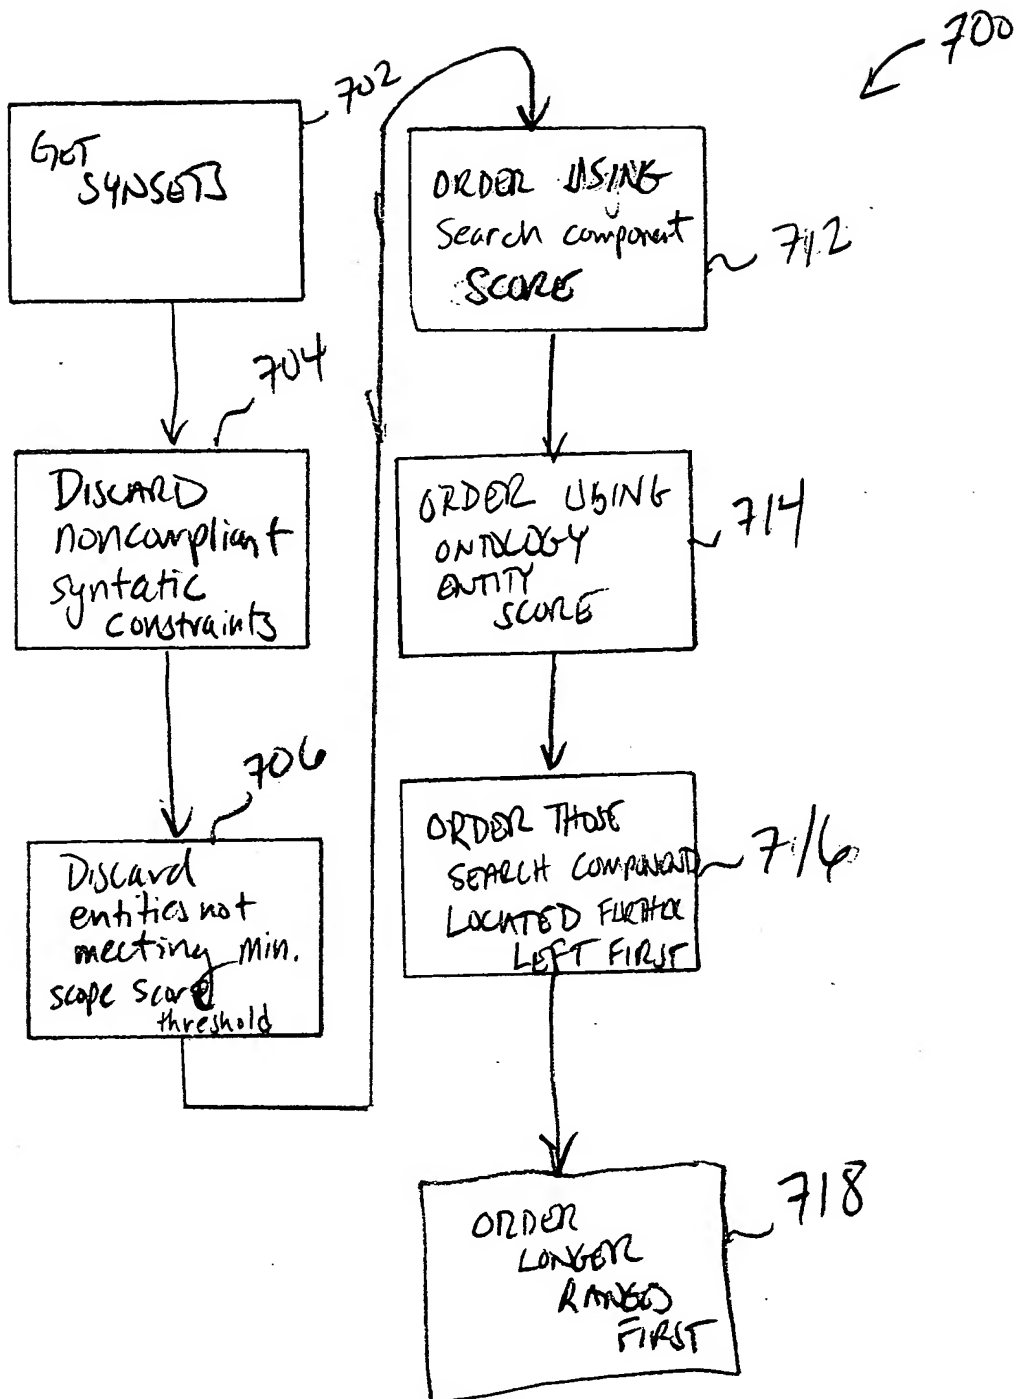 700
702
GET
SYNSETS
704
DISCARD
noncompliant
syntatic
constraints
706
Discard
entities not
meeting min.
scope score
threshold
ORDER USING
Search component
SCORE
712
ORDER USING
ONTOLOGY
ENTITY
SCORE
714
ORDER THOSE
SEARCH COMPONENT
LOCATED FURTHER
LEFT FIRST
716
ORDER
LONGER
RANGES
FIRST
718